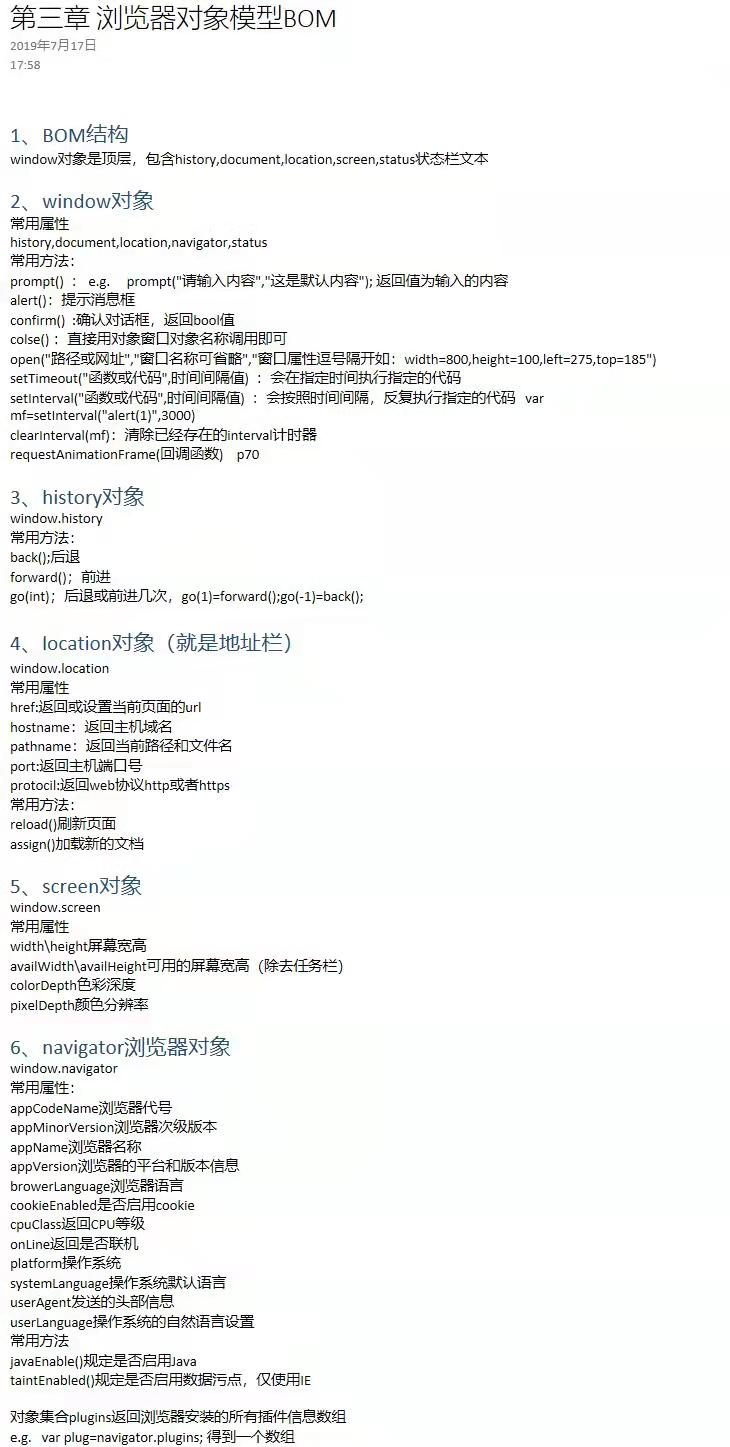 第三章 浏览器对象模型BOM
2019年7月17日
17:58
1、BOM结构
window对象是顶层，包含history,document,location,screen,status状态栏文本
2、window对象
常用属性
history,document,location,navigator,status
常用方法：
prompt() ： e.g. prompt("请输入内容","这是默认内容"); 返回值为输入的内容
alert()：提示消息框
confirm() :确认对话框，返回bool值
colse()：直接用对象窗口对象名称调用即可
open("路径或网址","窗口名称可省略","窗口属性逗号隔开如：width=800,height=100,left=275,top=185")
setTimeout("函数或代码",时间间隔值) ：会在指定时间执行指定的代码
setInterval("函数或代码",时间间隔值) ：会按照时间间隔，反复执行指定的代码 var
mf=setInterval("alert(1)",3000)
clearInterval(mf)：清除已经存在的interval计时器
requestAnimationFrame(回调函数) p70
3、history对象
window.history
常用方法：
back();后退
forward()；前进
go(int)；后退或前进几次，go(1)=forward();go(-1)=back();
4、location对象（就是地址栏）
window.location
常用属性
href:返回或设置当前页面的url
hostname：返回主机域名
pathname：返回当前路径和文件名
port:返回主机端口号
protocil:返回web协议http或者https
常用方法：
reload()刷新页面
assign()加载新的文档
5、screen对象
window.screen
常用属性
width\height屏幕宽高
availWidth\availHeight可用的屏幕宽高（除去任务栏）
colorDepth色彩深度
pixelDepth颜色分辨率
6、navigator浏览器对象
window.navigator
常用属性：
appCodeName浏览器代号
appMinorVersion浏览器次级版本
appName浏览器名称
appVersion浏览器的平台和版本信息
browerLanguage浏览器语言
cookieEnabled是否启用cookie
cpuClass返回CPU等级
onLine返回是否联机
platform操作系统
systemLanguage操作系统默认语言
userAgent发送的头部信息
userLanguage操作系统的自然语言设置
常用方法
javaEnable()规定是否启用Java
taintEnabled()规定是否启用数据污点，仅使用IE
对象集合plugins返回浏览器安装的所有插件信息数组
e.g. var plug=navigator.plugins; 得到一个数组